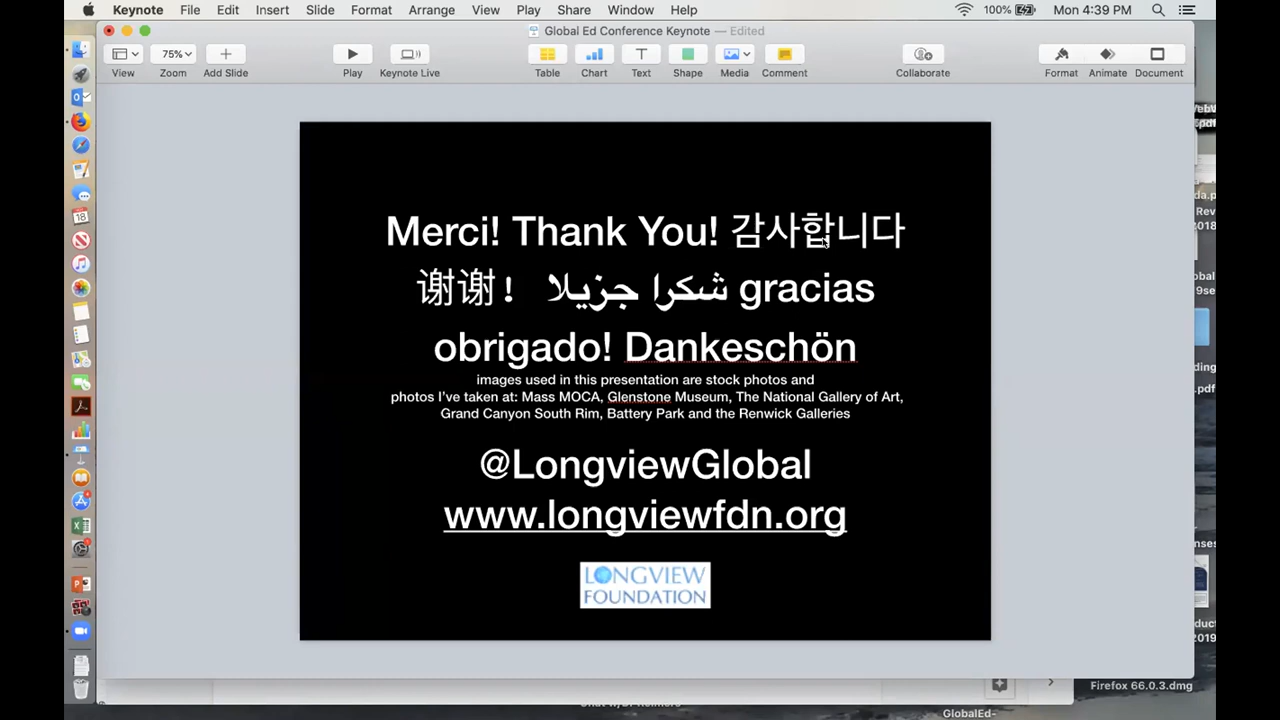 Keynote File Edit Insert Slide Format Arrange View Play Share Window Help 100% Mon 4:39 PM
Global Ed Conference Keynote — Edited
75%
View Zoom Add Slide Play Keynote Live Table Chart Text Shape Media Comment Collaborate Format Animate Document
Merci! Thank You! 감사합니다
谢谢！ شكرا جزيلا gracias
obrigado! Dankeschön
images used in this presentation are stock photos and
photos I've taken at: Mass MOCA, Glenstone Museum, The National Gallery of Art,
Grand Canyon South Rim, Battery Park and the Renwick Galleries
@LongviewGlobal
www.longviewfdn.org
LONGVIEW
FOUNDATION
18
Firefox 66.0.3.dmg
GlobalEd-